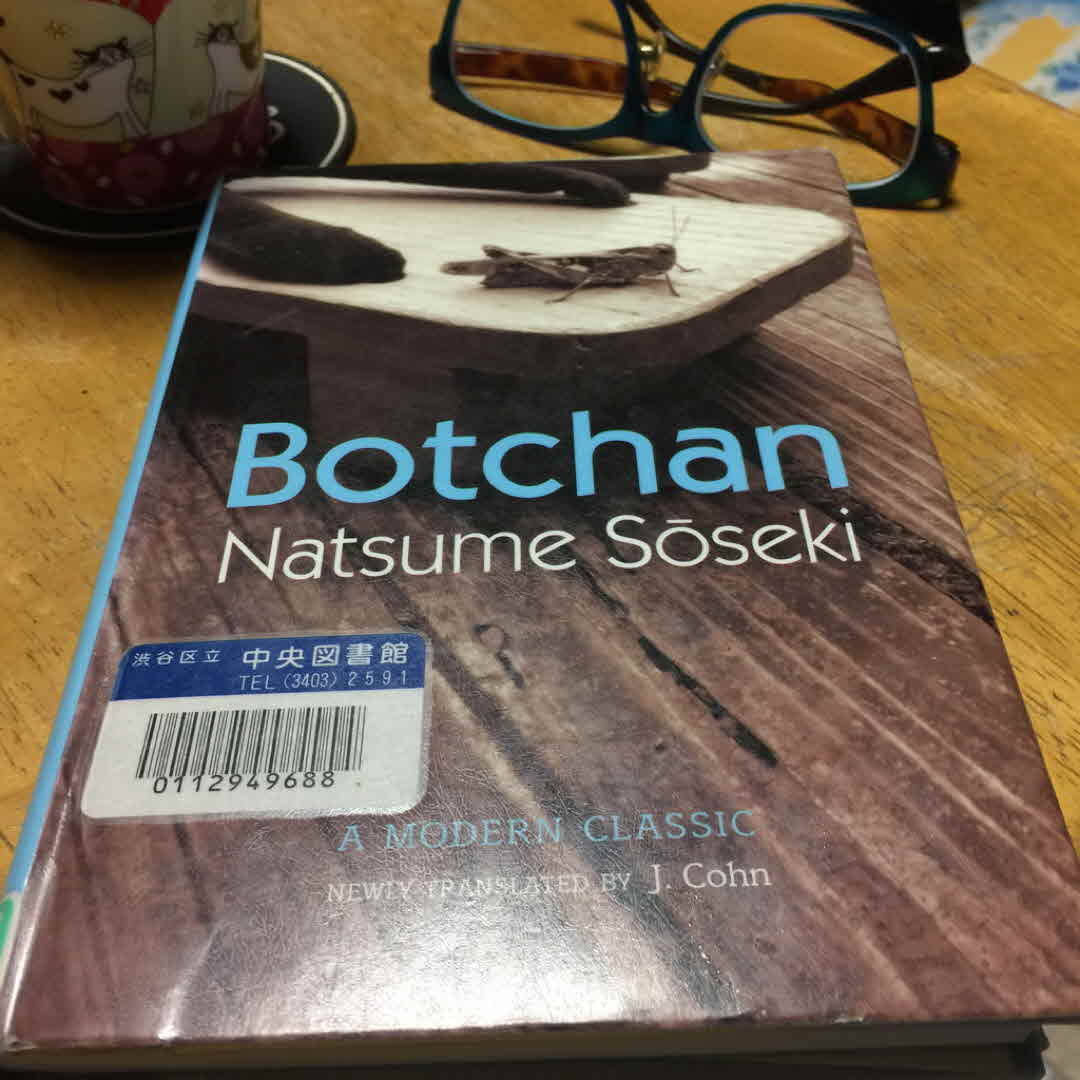 Botchan
Natsume Sōseki
渋谷区立 中央図書館
TEL (3403) 2591
0112949688
A MODERN CLASSIC
NEWLY TRANSLATED BY J. Cohn